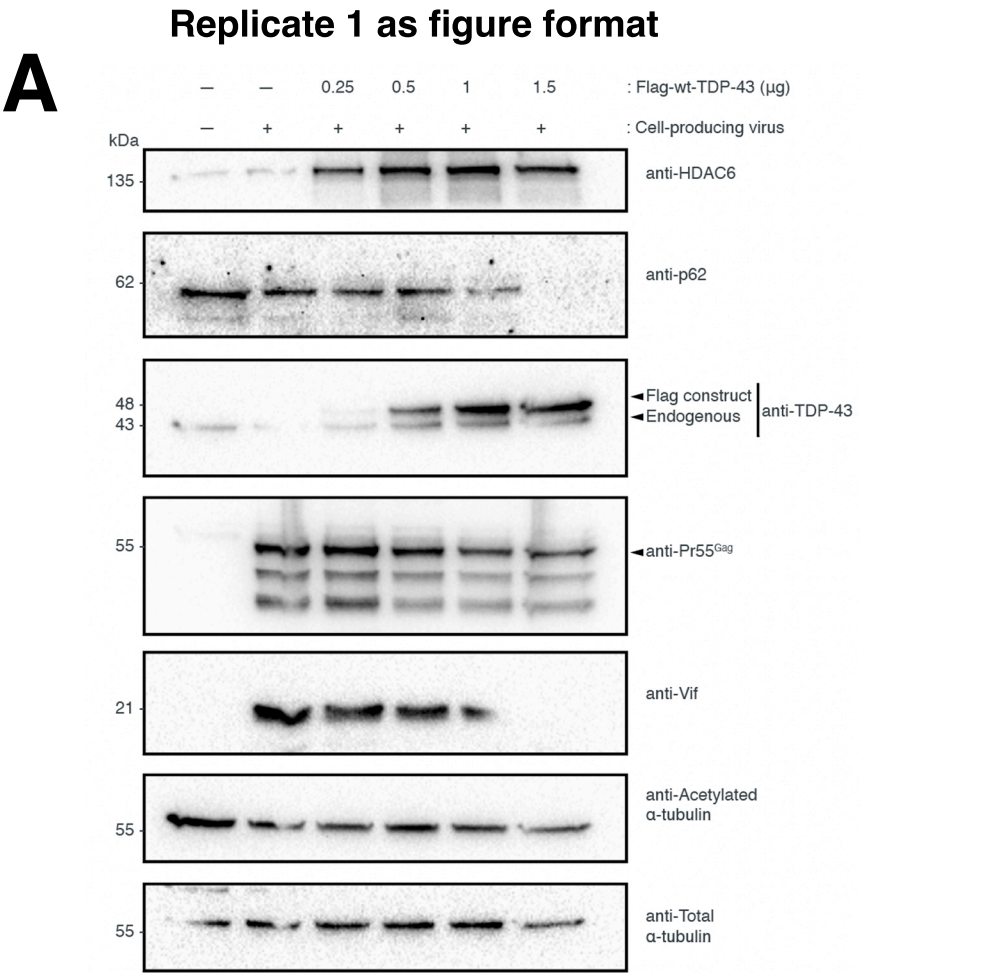 Replicate 1 as figure format
A
– – 0.25 0.5 1 1.5 : Flag-wt-TDP-43 (µg)
– + + + + + : Cell-producing virus
kDa
135 - anti-HDAC6
62 - anti-p62
48 - ◄ Flag construct
43 - ◄ Endogenous | anti-TDP-43
55 - ◄ anti-Pr55Gag
21 - anti-Vif
anti-Acetylated
α-tubulin
55 -
anti-Total
α-tubulin
55 -